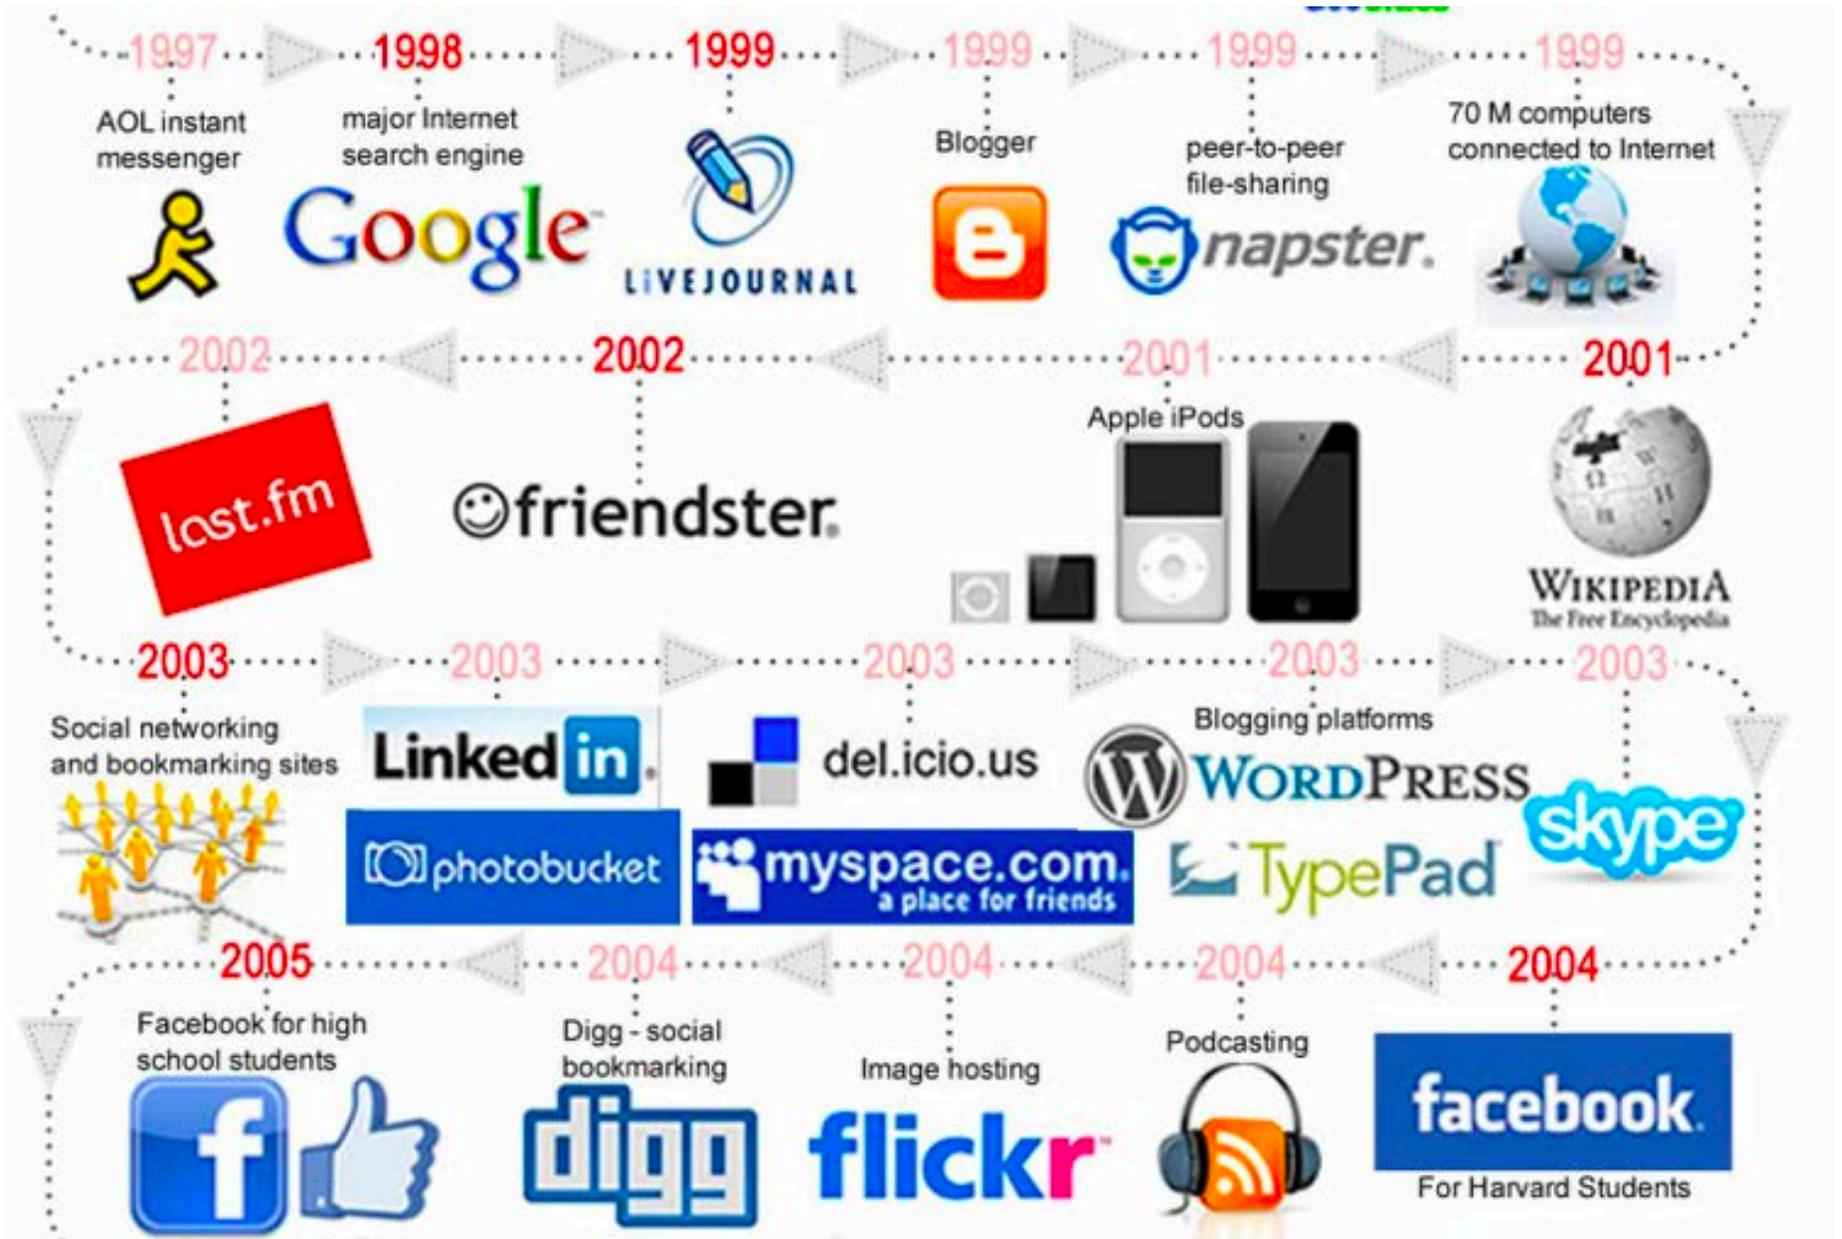 1997
1998
1999
1999
1999
1999
AOL instant
messenger
major Internet
search engine
Google™
LiVEJOURNAL
Blogger
peer-to-peer
file-sharing
napster.
70 M computers
connected to Internet
2001
2001
2002
2002
WIKIPEDIA
The Free Encyclopedia
Apple iPods
friendster.
last.fm
2003
2003
2003
2003
2003
Social networking
and bookmarking sites
Linked in
photobucket
del.icio.us
myspace.com.
a place for friends
Blogging platforms
WORDPRESS
TypePad
skype
2004
2004
2004
2004
2005
facebook.
For Harvard Students
Podcasting
Image hosting
flickr
Digg - social
bookmarking
digg
Facebook for high
school students
f